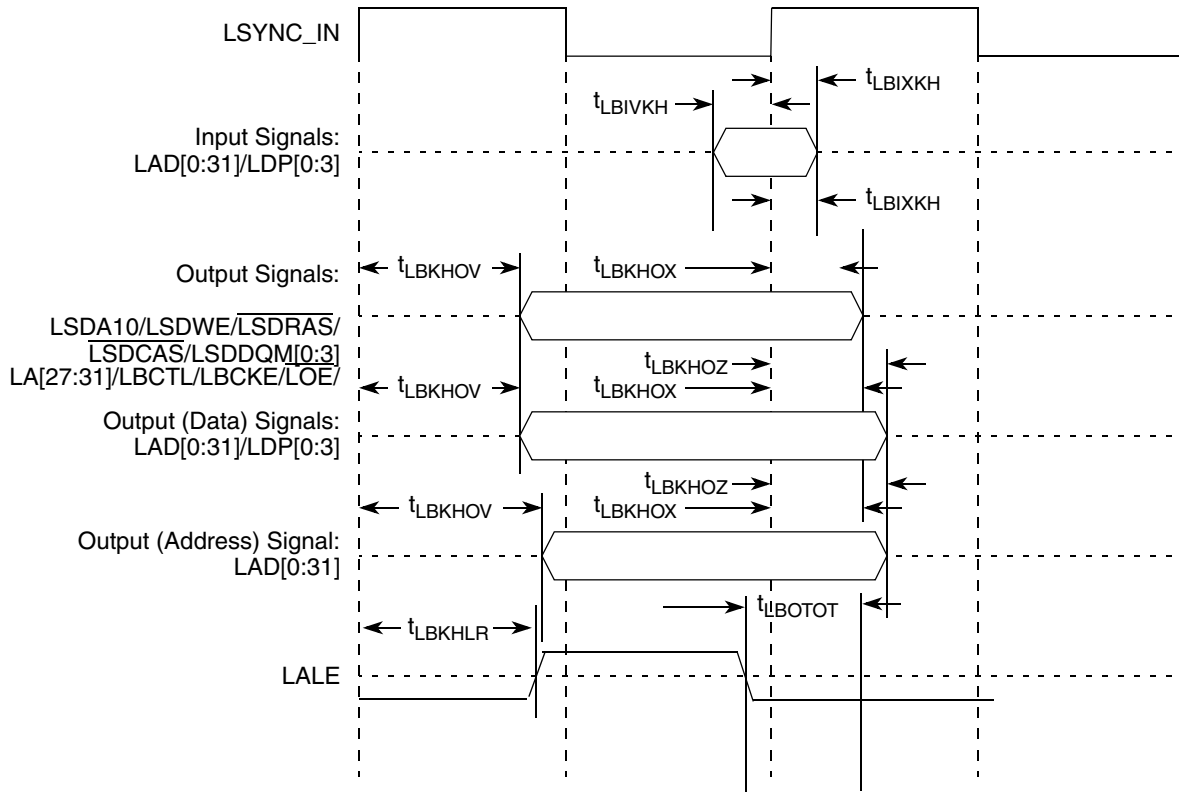 LSYNC_IN
tLBIXKH
tLBIVKH
Input Signals:
LAD[0:31]/LDP[0:3]
tLBIXKH
Output Signals:
tLBKHOV
tLBKHOX
LSDA10/LSDWE/LSDRAS/
LSDCAS/LSDDQM[0:3]
LA[27:31]/LBCTL/LBCKE/LOE/
tLBKHOZ
tLBKHOV
tLBKHOX
Output (Data) Signals:
LAD[0:31]/LDP[0:3]
tLBKHOZ
tLBKHOV
tLBKHOX
Output (Address) Signal:
LAD[0:31]
tLBOTOT
tLBKHLR
LALE